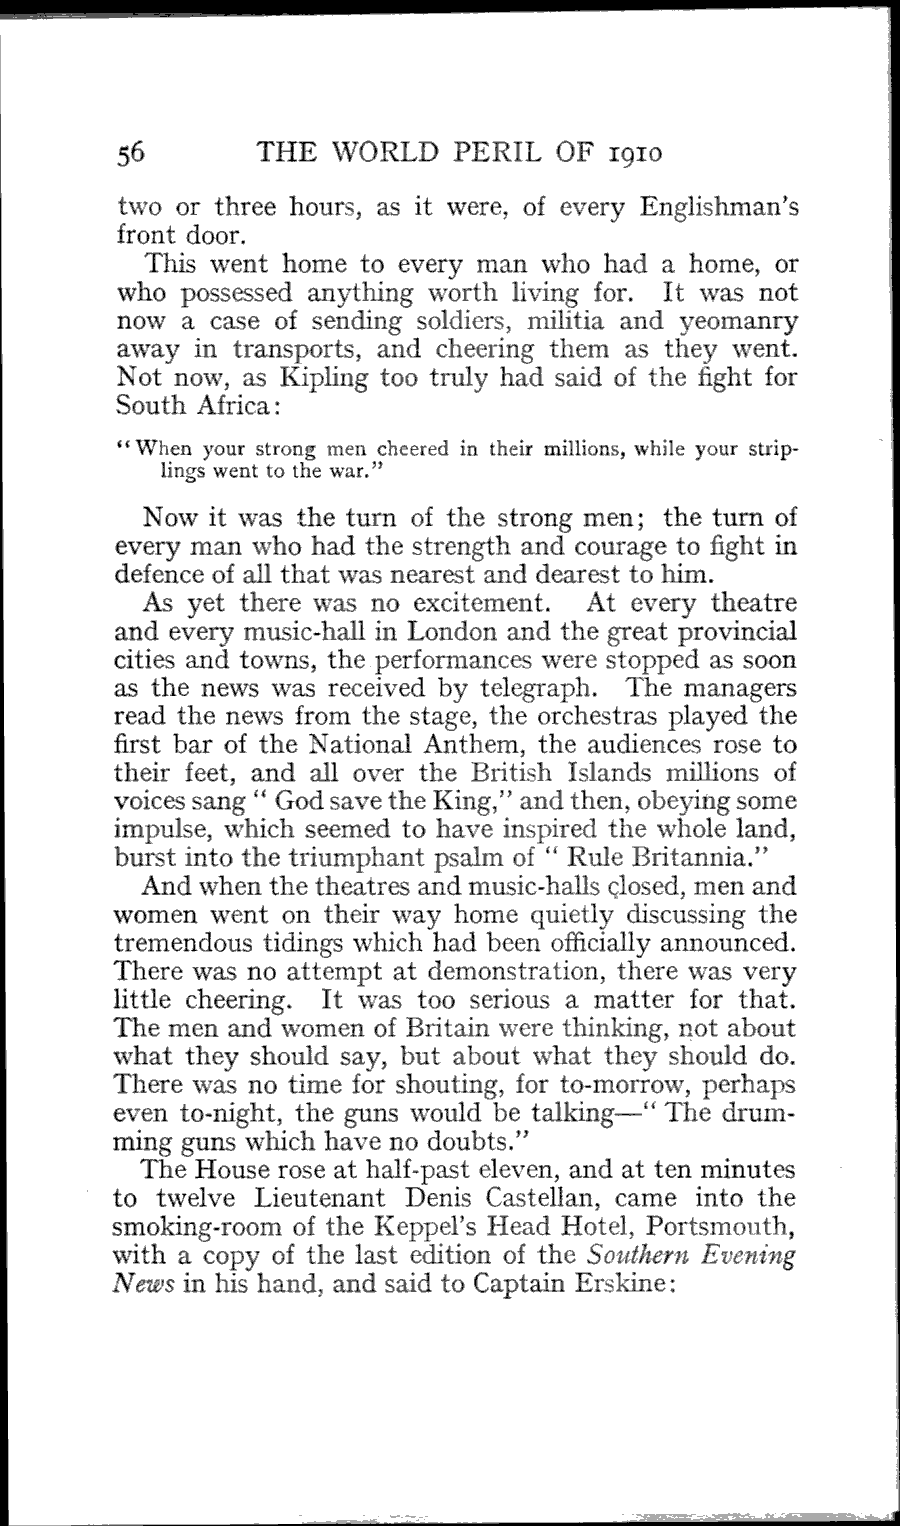 56 THE WORLD PERIL OF 1910
two or three hours, as it were, of every Englishman's
front door.
This went home to every man who had a home, or
who possessed anything worth living for. It was not
now a case of sending soldiers, militia and yeomanry
away in transports, and cheering them as they went.
Not now, as Kipling too truly had said of the fight for
South Africa:
"When your strong men cheered in their millions, while your strip-
lings went to the war."
Now it was the turn of the strong men; the turn of
every man who had the strength and courage to fight in
defence of all that was nearest and dearest to him.
As yet there was no excitement. At every theatre
and every music-hall in London and the great provincial
cities and towns, the performances were stopped as soon
as the news was received by telegraph. The managers
read the news from the stage, the orchestras played the
first bar of the National Anthem, the audiences rose to
their feet, and all over the British Islands millions of
voices sang " God save the King," and then, obeying some
impulse, which seemed to have inspired the whole land,
burst into the triumphant psalm of " Rule Britannia."
And when the theatres and music-halls closed, men and
women went on their way home quietly discussing the
tremendous tidings which had been officially announced.
There was no attempt at demonstration, there was very
little cheering. It was too serious a matter for that.
The men and women of Britain were thinking, not about
what they should say, but about what they should do.
There was no time for shouting, for to-morrow, perhaps
even to-night, the guns would be talking—" The drum-
ming guns which have no doubts."
The House rose at half-past eleven, and at ten minutes
to twelve Lieutenant Denis Castellan, came into the
smoking-room of the Keppel's Head Hotel, Portsmouth,
with a copy of the last edition of the Southern Evening
News in his hand, and said to Captain Erskine: